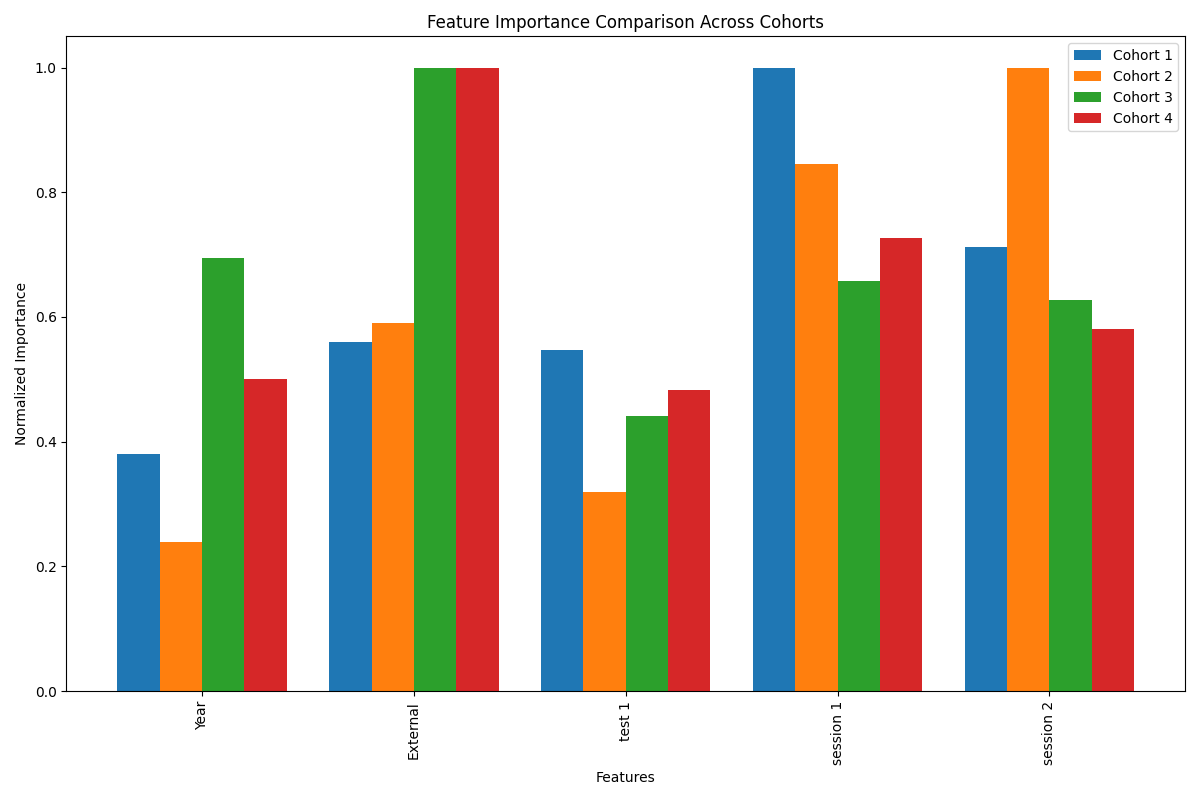 Feature Importance Comparison Across Cohorts
Cohort 1
Cohort 2
Cohort 3
Cohort 4
Normalized Importance
1.0
0.8
0.6
0.4
0.2
0.0
Year
External
test 1
session 1
session 2
Features